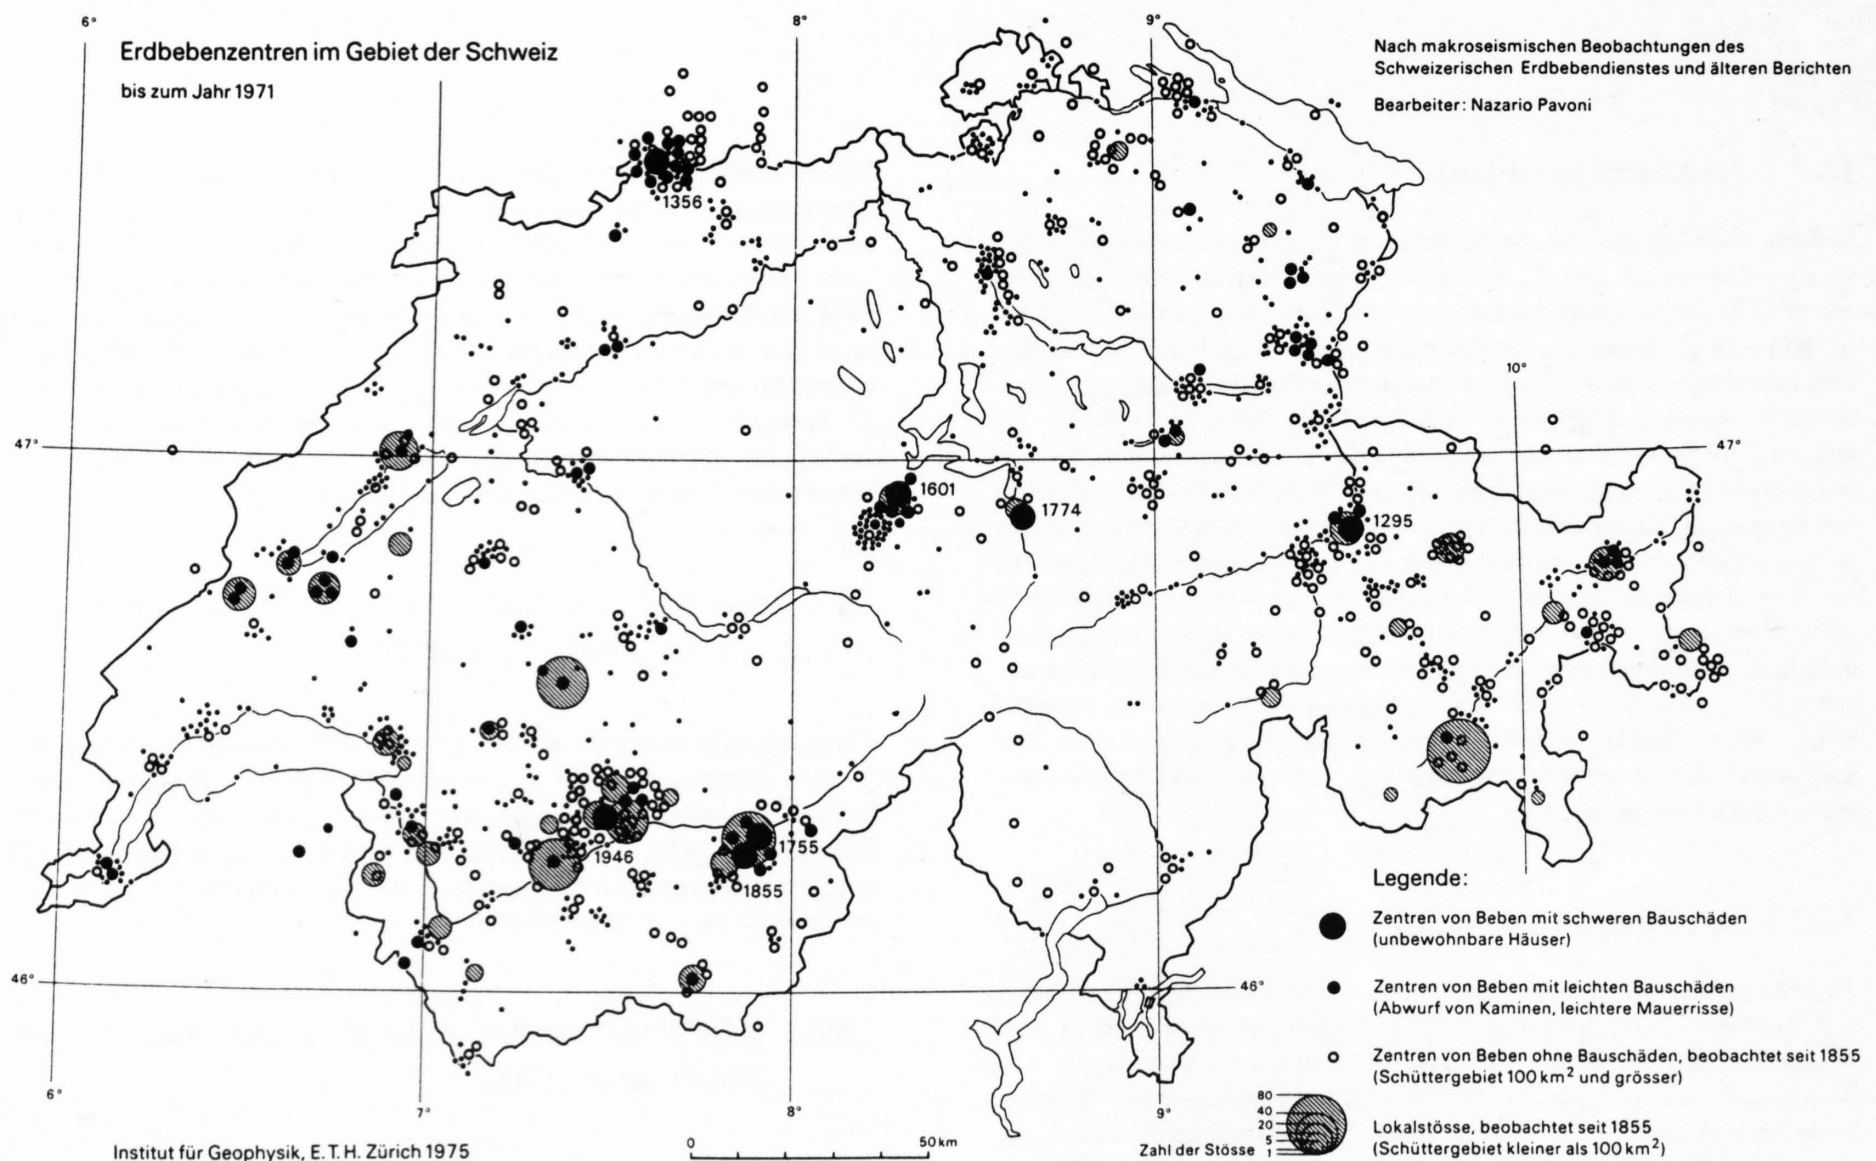 6°
8°
9°
Erdbebenzentren im Gebiet der Schweiz
bis zum Jahr 1971
Nach makroseismischen Beobachtungen des
Schweizerischen Erdbebendienstes und älteren Berichten
Bearbeiter: Nazario Pavoni
1356
10°
47°
47°
1601
1774
1295
1946
1755
1855
46°
46°
6°
7°
8°
9°
Legende:
Zentren von Beben mit schweren Bauschäden
(unbewohnbare Häuser)
Zentren von Beben mit leichten Bauschäden
(Abwurf von Kaminen, leichtere Mauerrisse)
Zentren von Beben ohne Bauschäden, beobachtet seit 1855
(Schüttergebiet 100 km² und grösser)
80
40
20
5
1
Zahl der Stösse
Lokalstösse, beobachtet seit 1855
(Schüttergebiet kleiner als 100 km²)
0 50 km
Institut für Geophysik, E.T.H. Zürich 1975